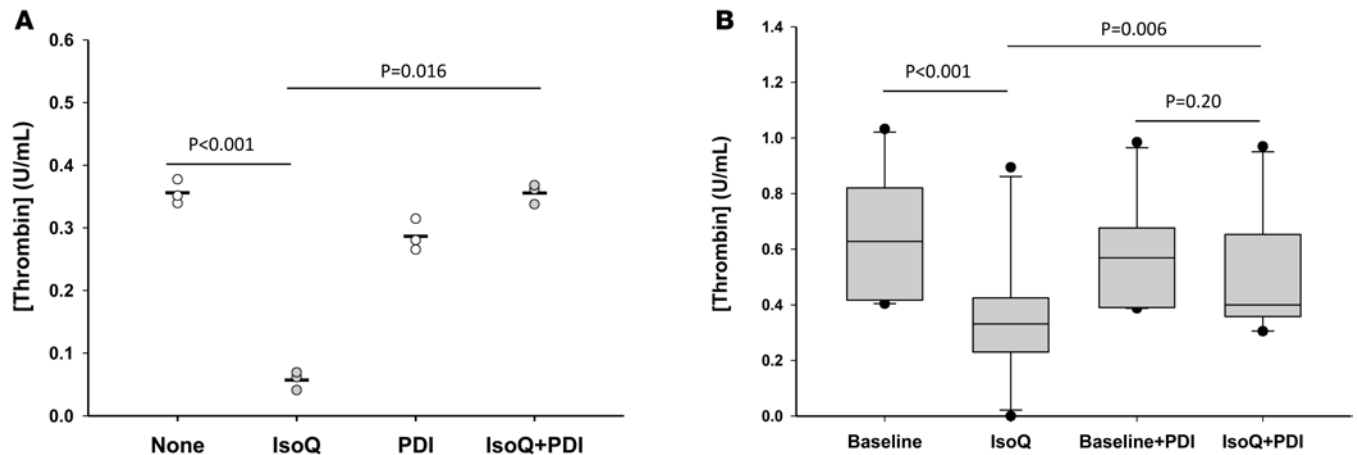 A
[Thrombin] (U/mL)
0.6
0.5
0.4
0.3
0.2
0.1
0.0
P=0.016
P<0.001
None IsoQ PDI IsoQ+PDI
B
[Thrombin] (U/mL)
1.4
1.2
1.0
0.8
0.6
0.4
0.2
0.0
P=0.006
P<0.001
P=0.20
Baseline IsoQ Baseline+PDI IsoQ+PDI